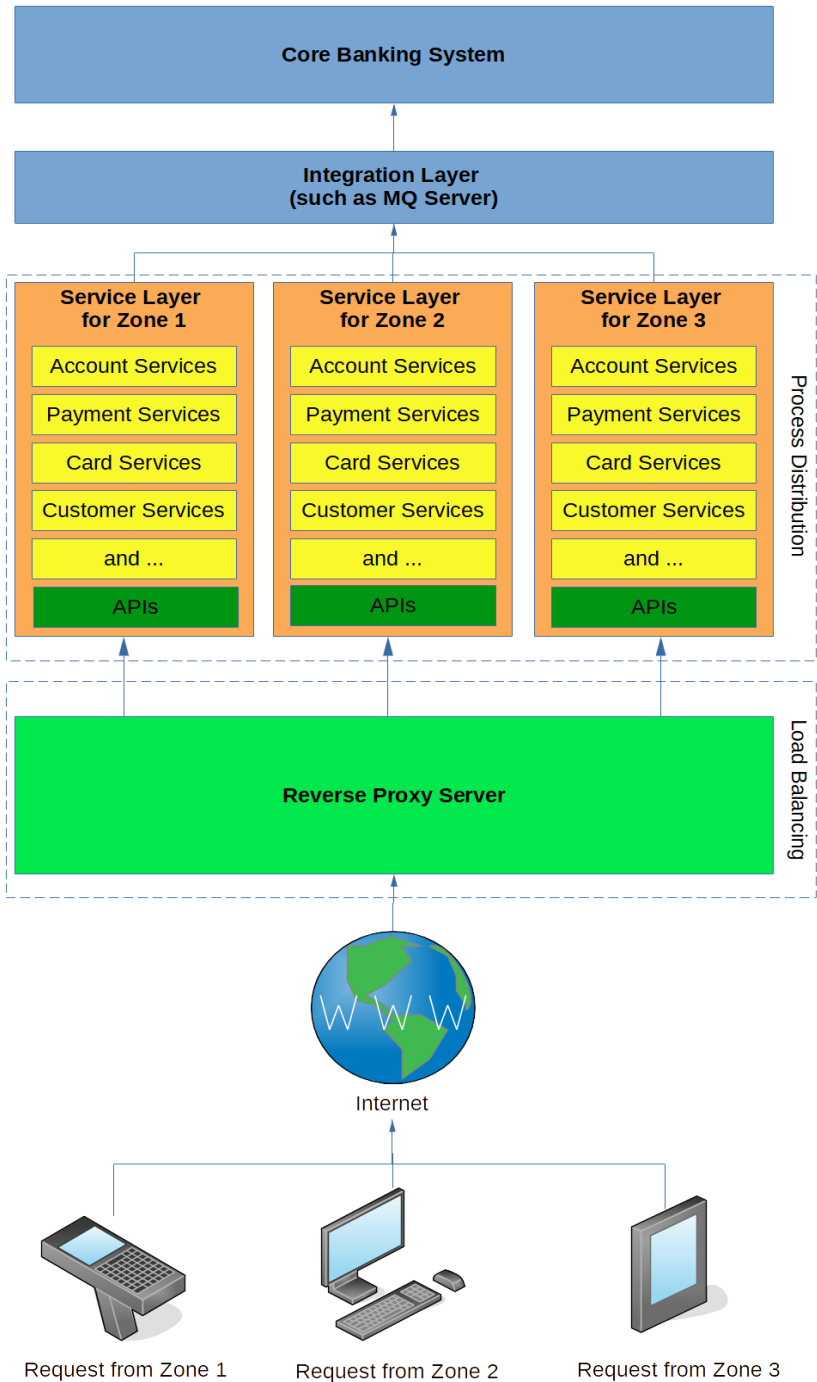 Core Banking System
Integration Layer
(such as MQ Server)
Service Layer
for Zone 1
Account Services
Payment Services
Card Services
Customer Services
and ...
APIs
Service Layer
for Zone 2
Account Services
Payment Services
Card Services
Customer Services
and ...
APIs
Service Layer
for Zone 3
Account Services
Payment Services
Card Services
Customer Services
and ...
APIs
Process Distribution
Reverse Proxy Server
Load Balancing
WWW
Internet
Request from Zone 1
Request from Zone 2
Request from Zone 3